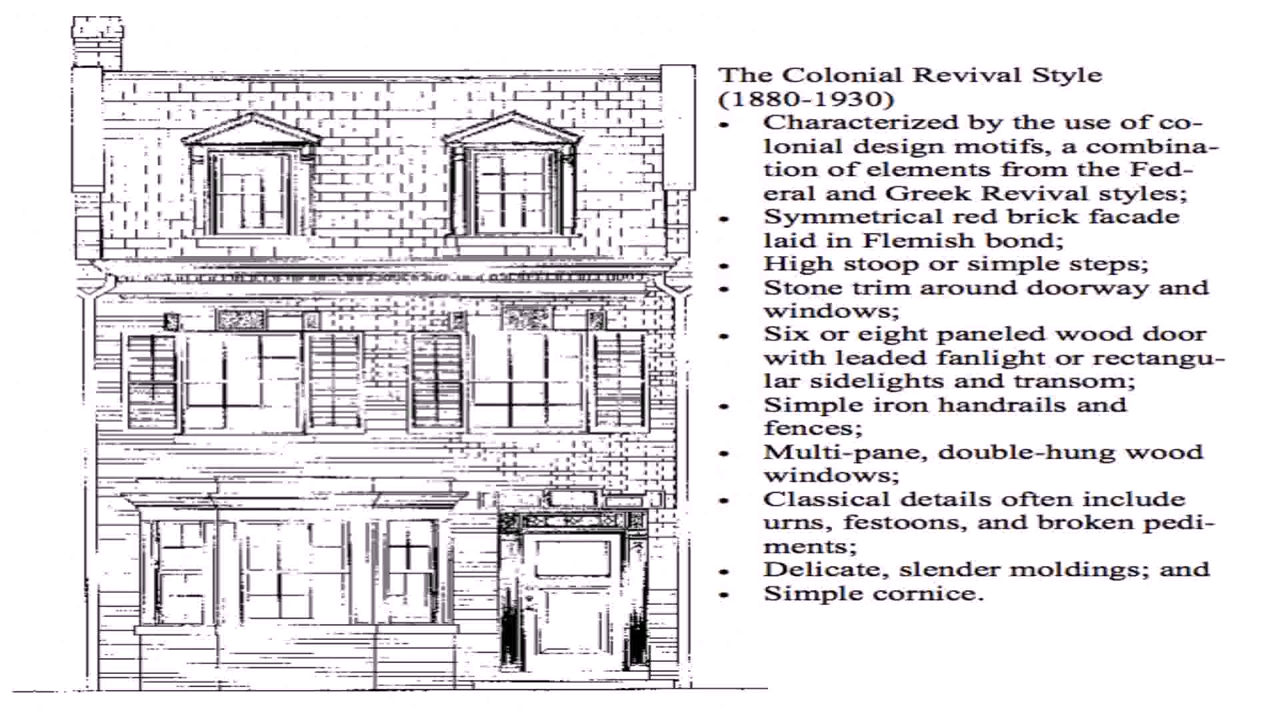 The Colonial Revival Style
(1880-1930)
• Characterized by the use of co-
lonial design motifs, a combina-
tion of elements from the Fed-
eral and Greek Revival styles;
• Symmetrical red brick facade
laid in Flemish bond;
• High stoop or simple steps;
• Stone trim around doorway and
windows;
• Six or eight paneled wood door
with leaded fanlight or rectangu-
lar sidelights and transom;
• Simple iron handrails and
fences;
• Multi-pane, double-hung wood
windows;
• Classical details often include
urns, festoons, and broken pedi-
ments;
• Delicate, slender moldings; and
• Simple cornice.